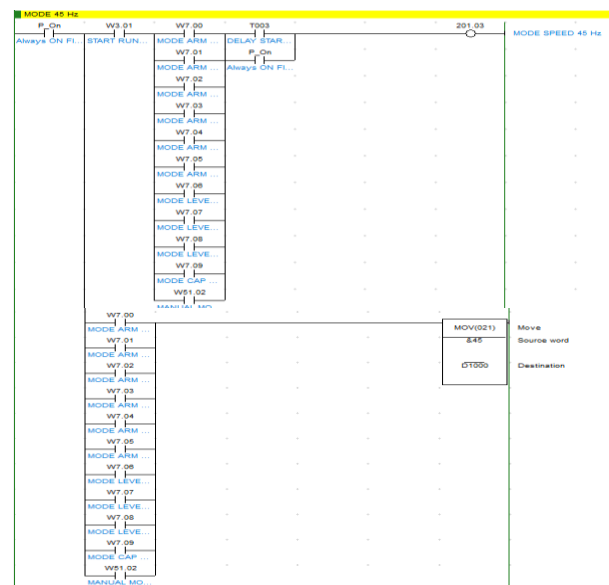 MODE 45 Hz
P_On W3.01 W7.00 T003 201.03
Always ON Fl... START RUN... MODE ARM ... DELAY STAR... MODE SPEED 45 Hz
W7.01 P_On
MODE ARM ... Always ON Fl...
W7.02
MODE ARM ...
W7.03
MODE ARM ...
W7.04
MODE ARM ...
W7.05
MODE ARM ...
W7.06
MODE LEVE...
W7.07
MODE LEVE...
W7.08
MODE LEVE...
W7.09
MODE CAP ...
W51.02
MANUAL MO...
W7.00
MODE ARM ... MOV(021) Move
W7.01 &45 Source word
MODE ARM ...
W7.02 D1000 Destination
MODE ARM ...
W7.03
MODE ARM ...
W7.04
MODE ARM ...
W7.05
MODE ARM ...
W7.06
MODE LEVE...
W7.07
MODE LEVE...
W7.08
MODE LEVE...
W7.09
MODE CAP ...
W51.02
MANUAL MO...